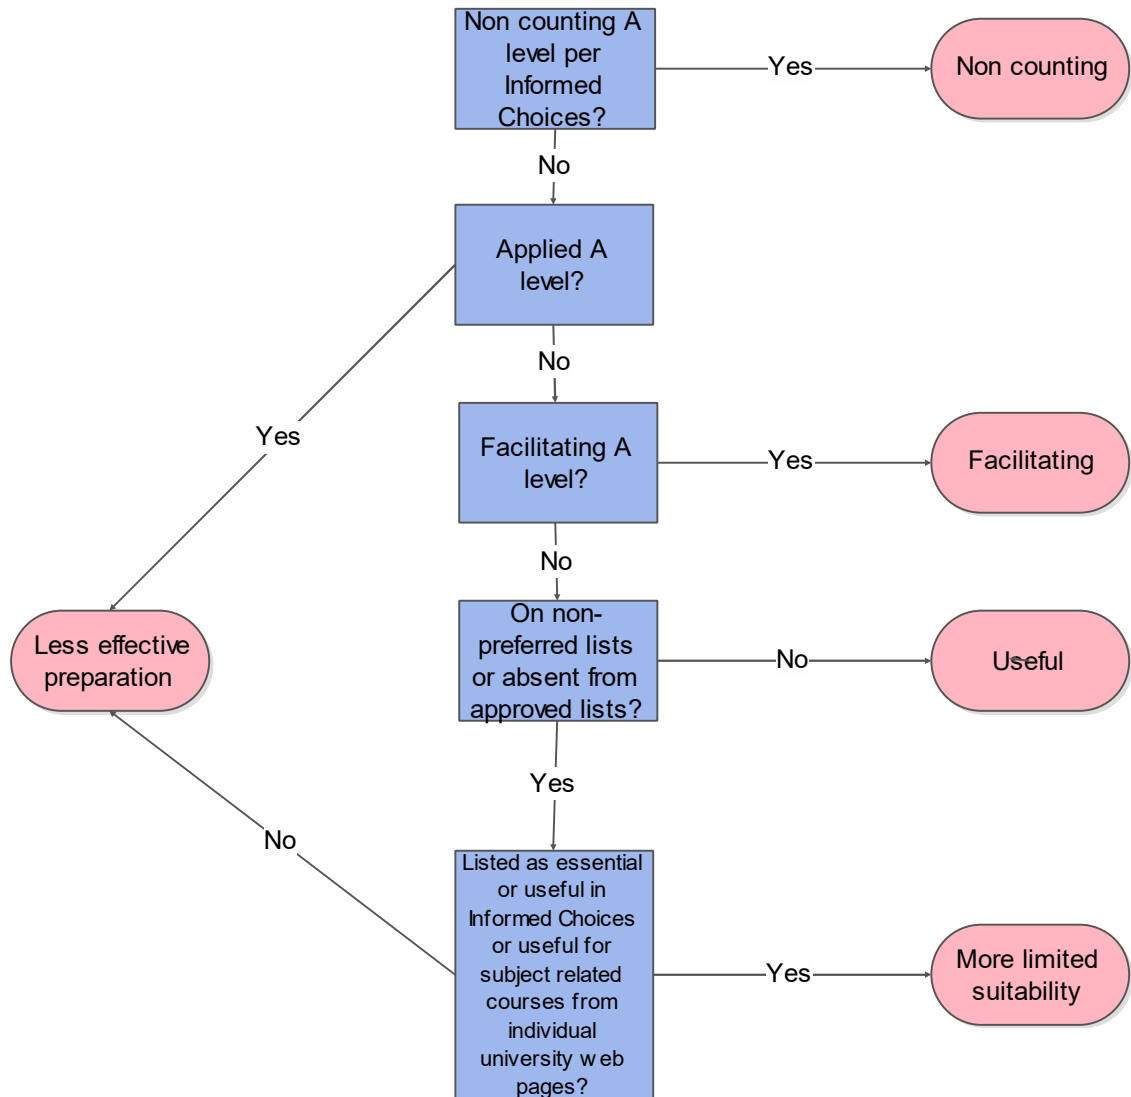 Non counting A
level per
Informed
Choices?
Yes
Non counting
No
Applied A
level?
No
Yes
Facilitating A
level?
Yes
Facilitating
No
Less effective
preparation
On non-
preferred lists
or absent from
approved lists?
No
Useful
Yes
No
Listed as essential
or useful in
Informed Choices
or useful for
subject related
courses from
individual
university web
pages?
Yes
More limited
suitability